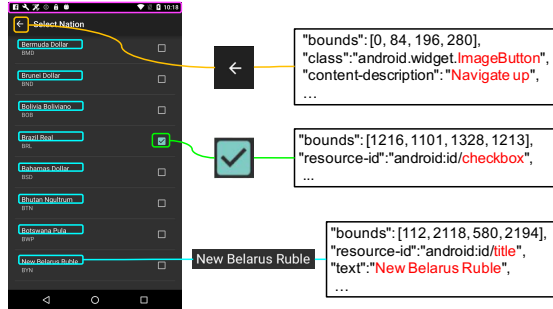 10:18
Select Nation
Bermuda Dollar
BMD
Brunei Dollar
BND
Bolivia Boliviano
BOB
Brazil Real
BRL
Bahamas Dollar
BSD
Bhutan Ngultrum
BTN
Botswana Pula
BWP
New Belarus Ruble
BYN
New Belarus Ruble
"bounds": [0, 84, 196, 280],
"class":"android.widget.ImageButton",
"content-description": "Navigate up",
...
"bounds": [1216, 1101, 1328, 1213],
"resource-id":"android:id/checkbox",
...
"bounds": [112, 2118, 580, 2194],
"resource-id":"android:id/title",
"text":"New Belarus Ruble",
...